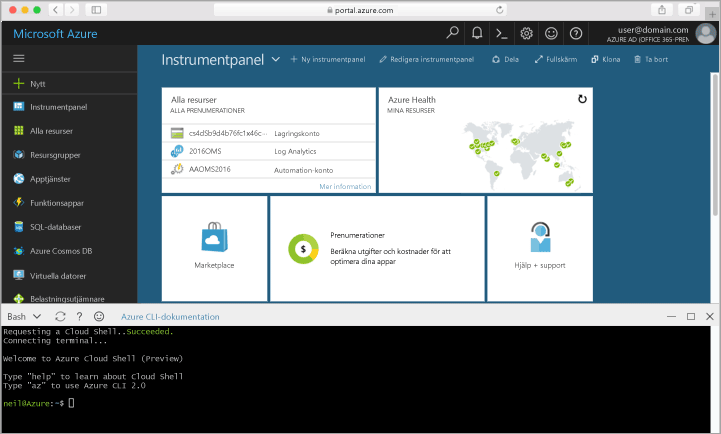 portal.azure.com
Microsoft Azure
user@domain.com
AZURE AD (OFFICE 365-PREN
Instrumentpanel
Ny instrumentpanel
Redigera instrumentpanel
Dela
Fullskärm
Klona
Ta bort
Nytt
Instrumentpanel
Alla resurser
Resursgrupper
Apptjänster
Funktionsappar
SQL-databaser
Azure Cosmos DB
Virtuella datorer
Belastningsutjämnare
Alla resurser
ALLA PRENUMERATIONER
cs4d5b9d4b76fc1x46c··· Lagringskonto
2016OMS Log Analytics
AAOMS2016 Automation-konto
Mer information
Azure Health
MINA RESURSER
Marketplace
Prenumerationer
Beräkna utgifter och kostnader för att
optimera dina appar
Hjälp + support
Bash
Azure CLI-dokumentation
Requesting a Cloud Shell..Succeeded.
Connecting terminal...
Welcome to Azure Cloud Shell (Preview)
Type "help" to learn about Cloud Shell
Type "az" to use Azure CLI 2.0
neil@Azure:~$